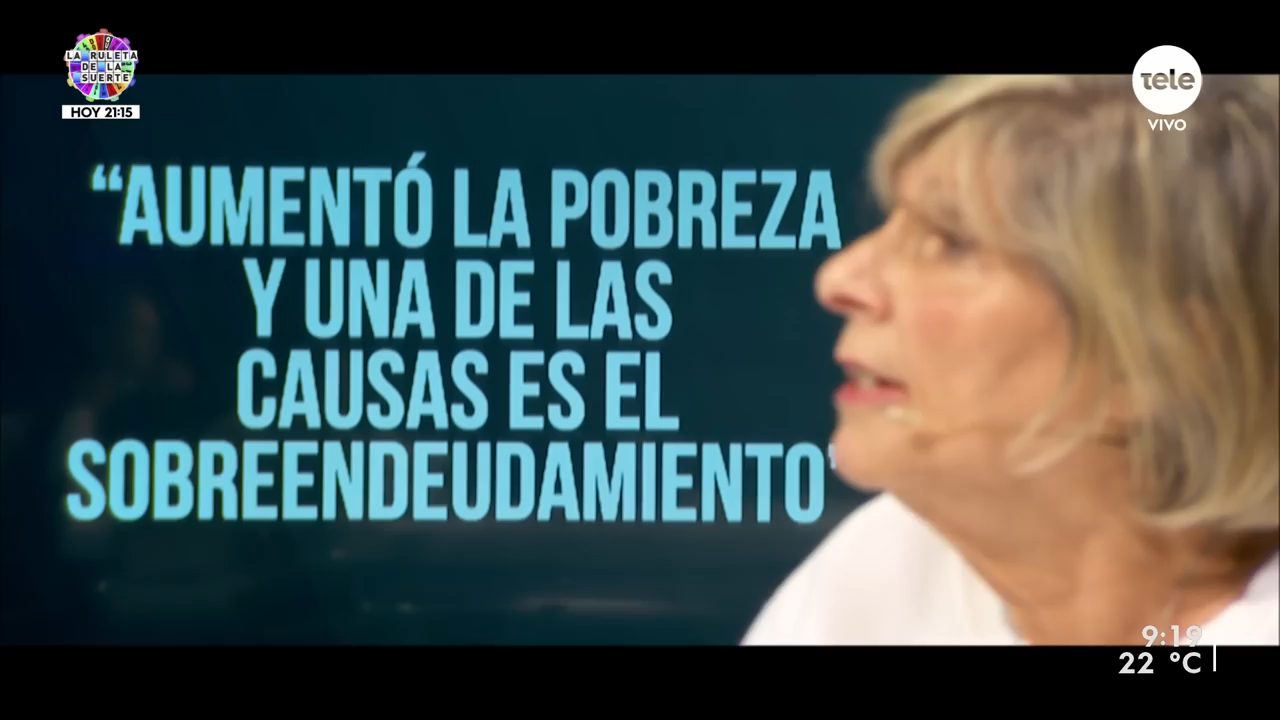 LA RULETA
DE LA
SUERTE
HOY 21:15
tele
VIVO
“AUMENTÓ LA POBREZA
Y UNA DE LAS
CAUSAS ES EL
SOBREENDEUDAMIENTO”
9:19
22 °C